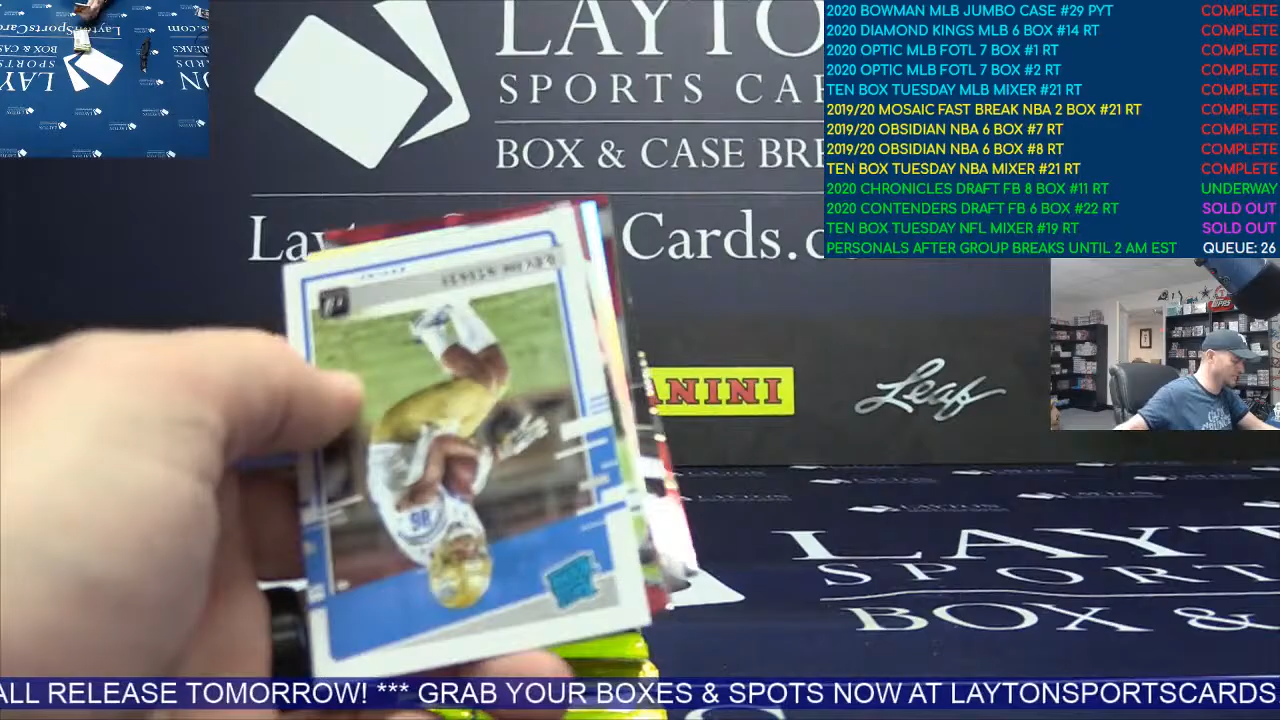 LAYTO
SPORTS CAR
BOX & CASE BRE
Lay Cards.c
2020 BOWMAN MLB JUMBO CASE #29 PYT COMPLETE
2020 DIAMOND KINGS MLB 6 BOX #14 RT COMPLETE
2020 OPTIC MLB FOTL 7 BOX #1 RT COMPLETE
2020 OPTIC MLB FOTL 7 BOX #2 RT COMPLETE
TEN BOX TUESDAY MLB MIXER #21 RT COMPLETE
2019/20 MOSAIC FAST BREAK NBA 2 BOX #21 RT COMPLETE
2019/20 OBSIDIAN NBA 6 BOX #7 RT COMPLETE
2019/20 OBSIDIAN NBA 6 BOX #8 RT COMPLETE
TEN BOX TUESDAY NBA MIXER #21 RT COMPLETE
2020 CHRONICLES DRAFT FB 8 BOX #11 RT UNDERWAY
2020 CONTENDERS DRAFT FB 6 BOX #22 RT SOLD OUT
TEN BOX TUESDAY NFL MIXER #19 RT SOLD OUT
PERSONALS AFTER GROUP BREAKS UNTIL 2 AM EST QUEUE: 26
ANINI
Leaf
LAYT
SPORT
BOX &
ALL RELEASE TOMORROW! *** GRAB YOUR BOXES & SPOTS NOW AT LAYTONSPORTSCARDS